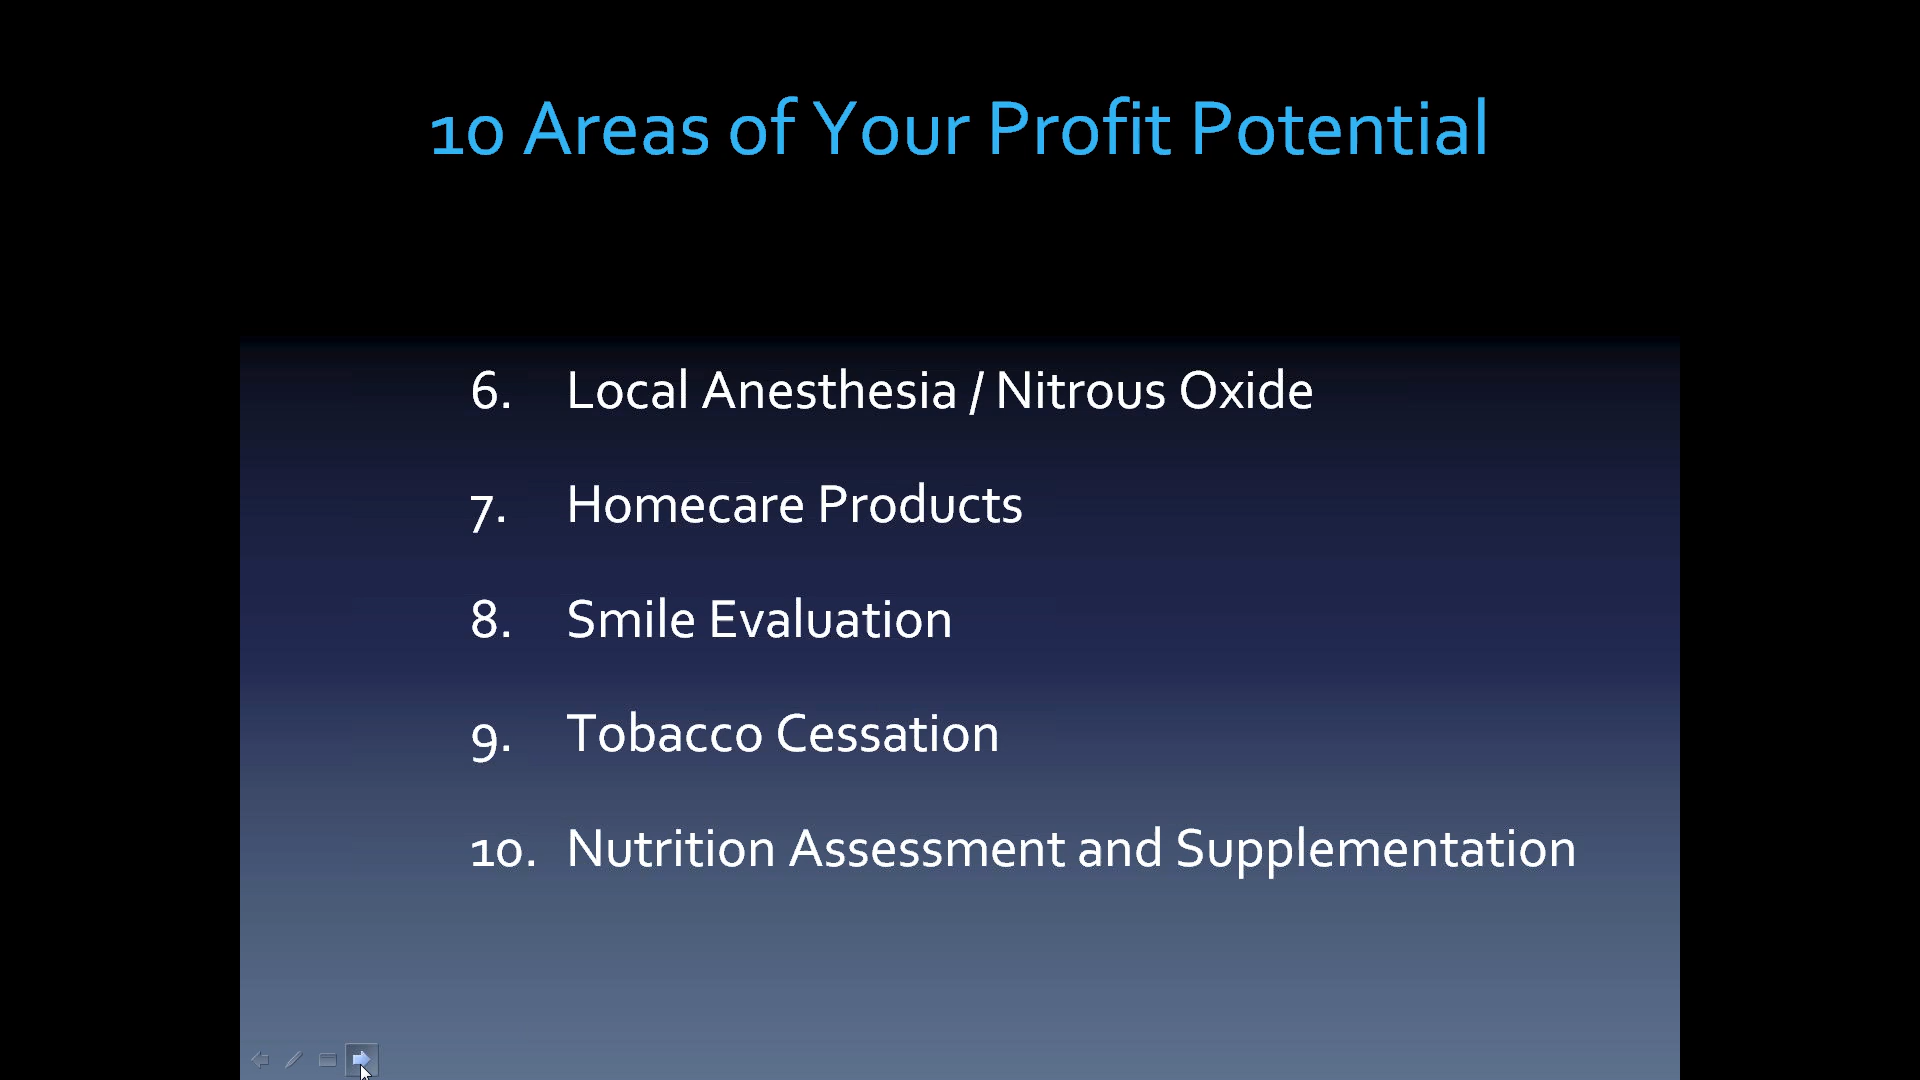 10 Areas of Your Profit Potential
6. Local Anesthesia / Nitrous Oxide
7. Homecare Products
8. Smile Evaluation
9. Tobacco Cessation
10. Nutrition Assessment and Supplementation